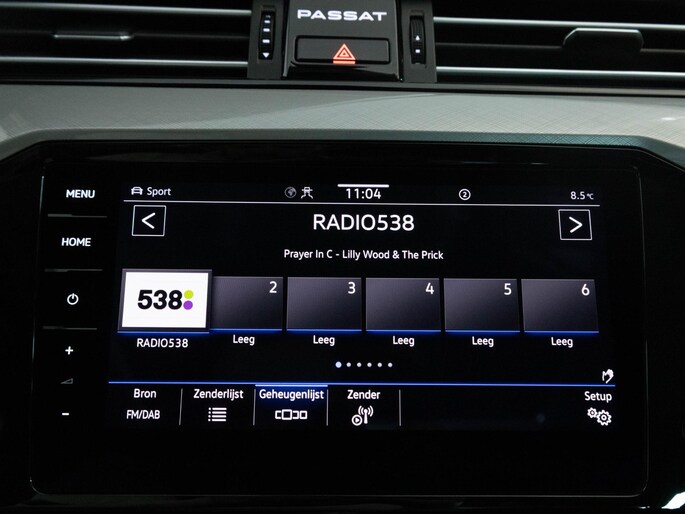 PASSAT
MENU
Sport
11:04
2
8.5°C
HOME
RADIO538
Prayer In C - Lilly Wood & The Prick
538
2
3
4
5
6
RADIO538
Leeg
Leeg
Leeg
Leeg
Leeg
+
-
Bron
Zenderlijst
Geheugenlijst
Zender
Setup
FM/DAB